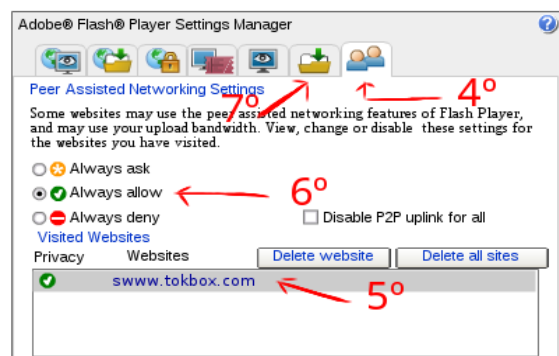 Adobe® Flash® Player Settings Manager
?
4º
Peer Assisted Networking Settings
7º
Some websites may use the peer assisted networking features of Flash Player,
and may use your upload bandwidth. View, change or disable these settings for
the websites you have visited.
Always ask
Always allow
6º
Always deny
Disable P2P uplink for all
Visited Websites
Privacy Websites Delete website Delete all sites
swww.tokbox.com
5º